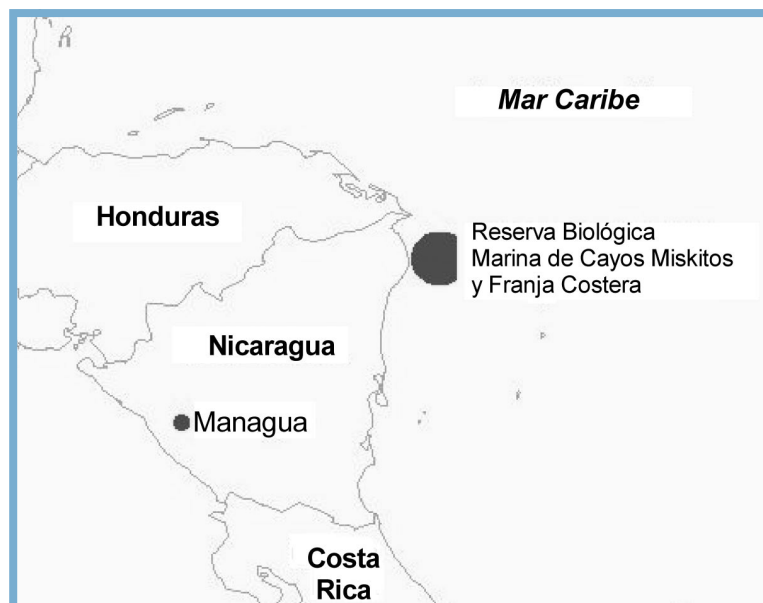 Mar Caribe
Honduras
Reserva Biológica
Marina de Cayos Miskitos
y Franja Costera
Nicaragua
Managua
Costa
Rica